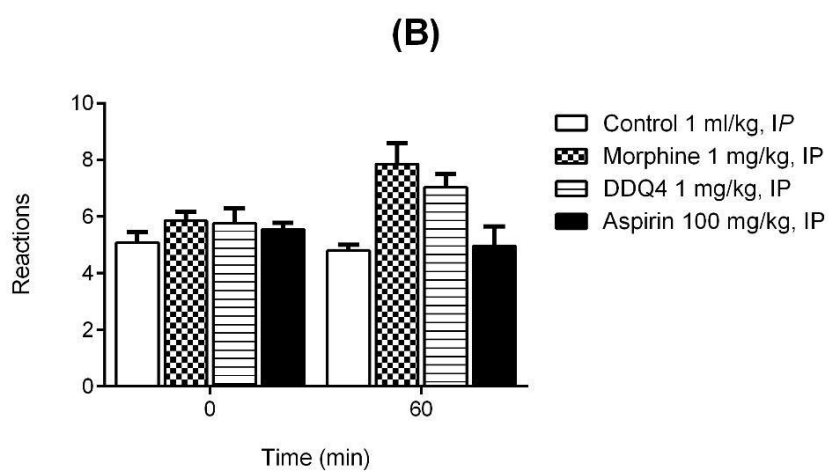 (B)
10
8
6
4
2
0
Reactions
0
60
Time (min)
Control 1 ml/kg, IP
Morphine 1 mg/kg, IP
DDQ4 1 mg/kg, IP
Aspirin 100 mg/kg, IP